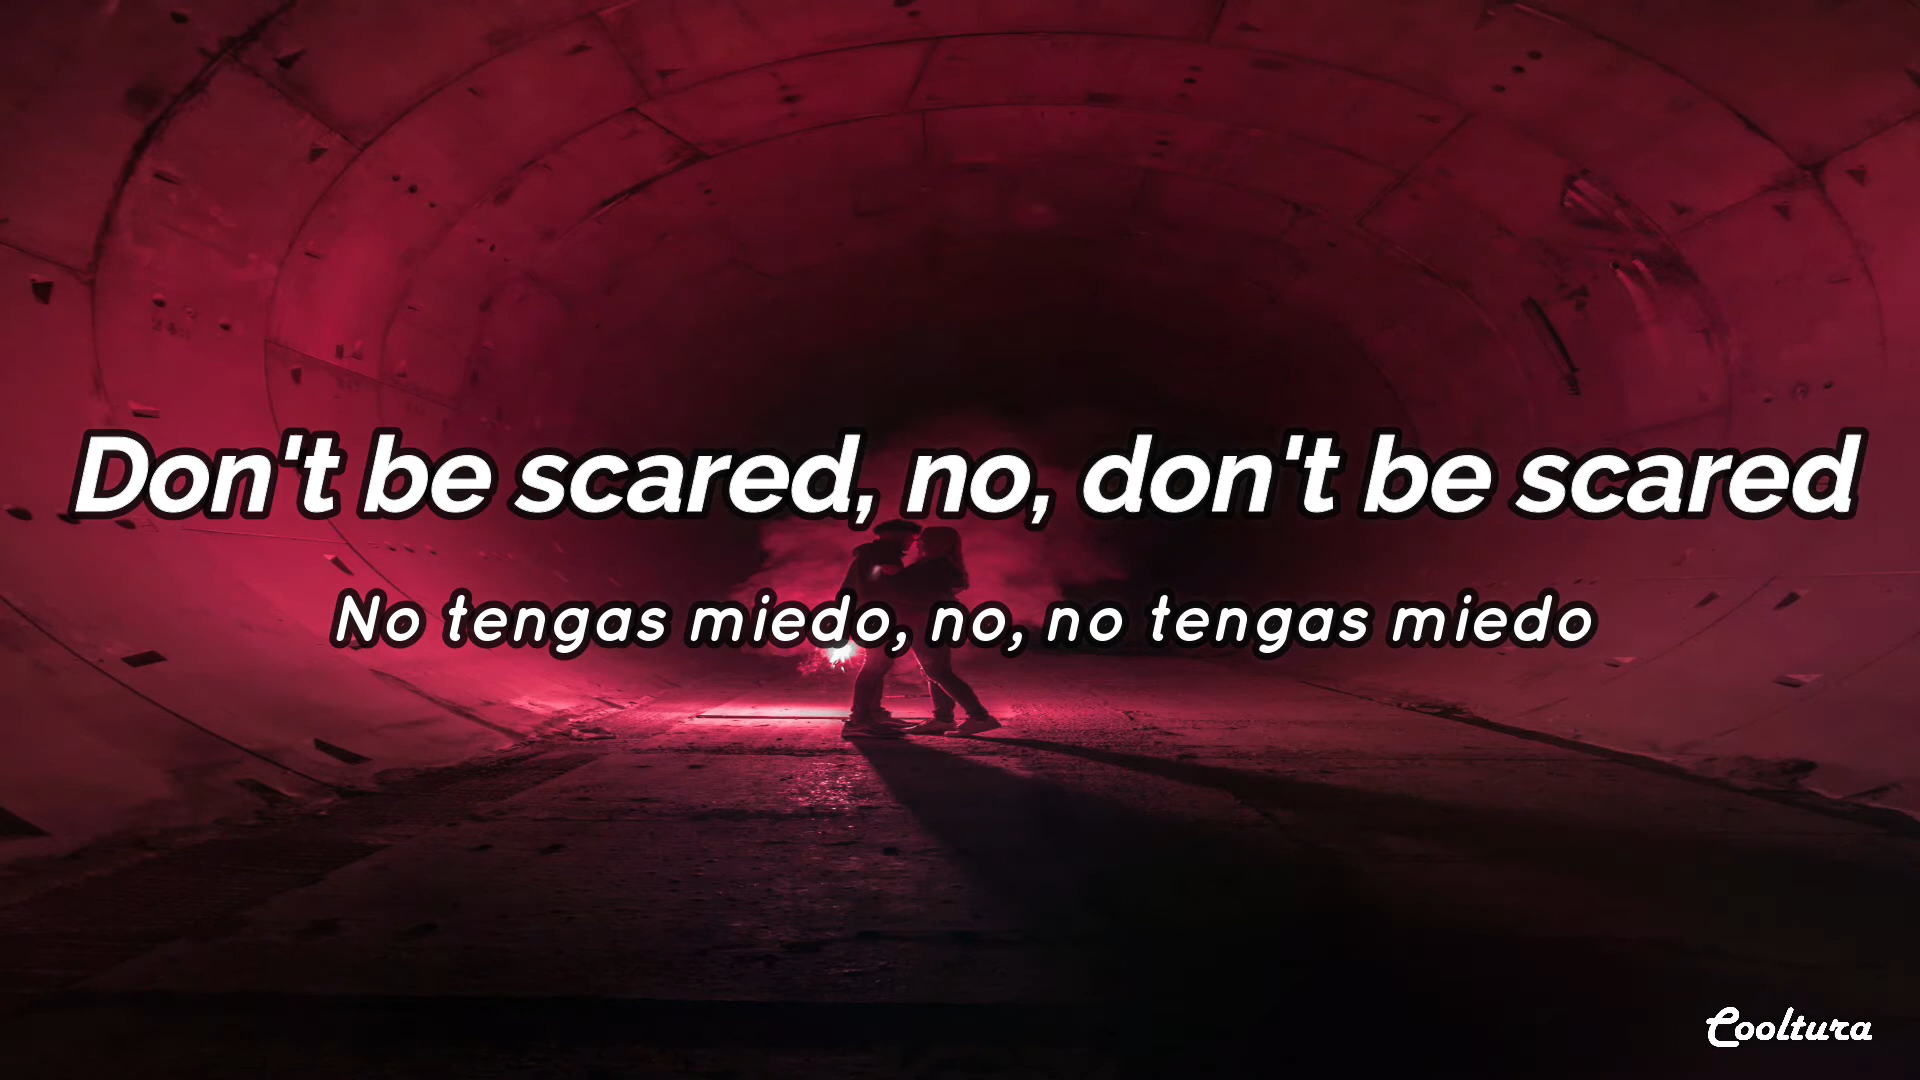 Don't be scared, no, don't be scared
No tengas miedo, no, no tengas miedo
Cooltura